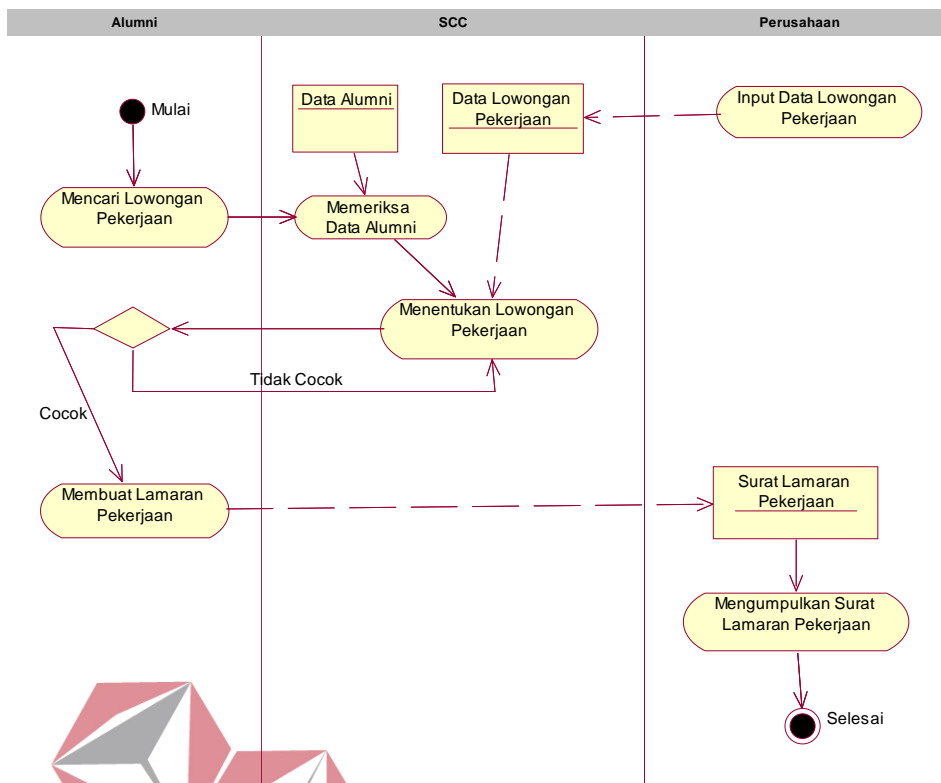 Alumni
SCC
Perusahaan
Mulai
Data Alumni
Data Lowongan
Pekerjaan
Input Data Lowongan
Pekerjaan
Mencari Lowongan
Pekerjaan
Memeriksa
Data Alumni
Menentukan Lowongan
Pekerjaan
Tidak Cocok
Cocok
Membuat Lamaran
Pekerjaan
Surat Lamaran
Pekerjaan
Mengumpulkan Surat
Lamaran Pekerjaan
Selesai